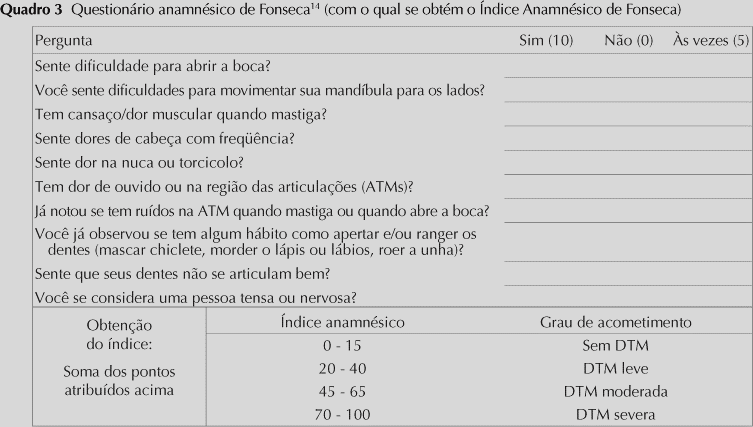 Quadro 3 Questionário anamnésico de Fonseca¹⁴ (com o qual se obtém o Índice Anamnésico de Fonseca)
Pergunta Sim (10) Não (0) Às vezes (5)
Sente dificuldade para abrir a boca?
Você sente dificuldades para movimentar sua mandíbula para os lados?
Tem cansaço/dor muscular quando mastiga?
Sente dores de cabeça com freqüência?
Sente dor na nuca ou torcicolo?
Tem dor de ouvido ou na região das articulações (ATMs)?
Já notou se tem ruídos na ATM quando mastiga ou quando abre a boca?
Você já observou se tem algum hábito como apertar e/ou ranger os
dentes (mascar chiclete, morder o lápis ou lábios, roer a unha)?
Sente que seus dentes não se articulam bem?
Você se considera uma pessoa tensa ou nervosa?
Obtenção
do índice:
Soma dos pontos
atribuídos acima
Índice anamnésico Grau de acometimento
0 - 15 Sem DTM
20 - 40 DTM leve
45 - 65 DTM moderada
70 - 100 DTM severa